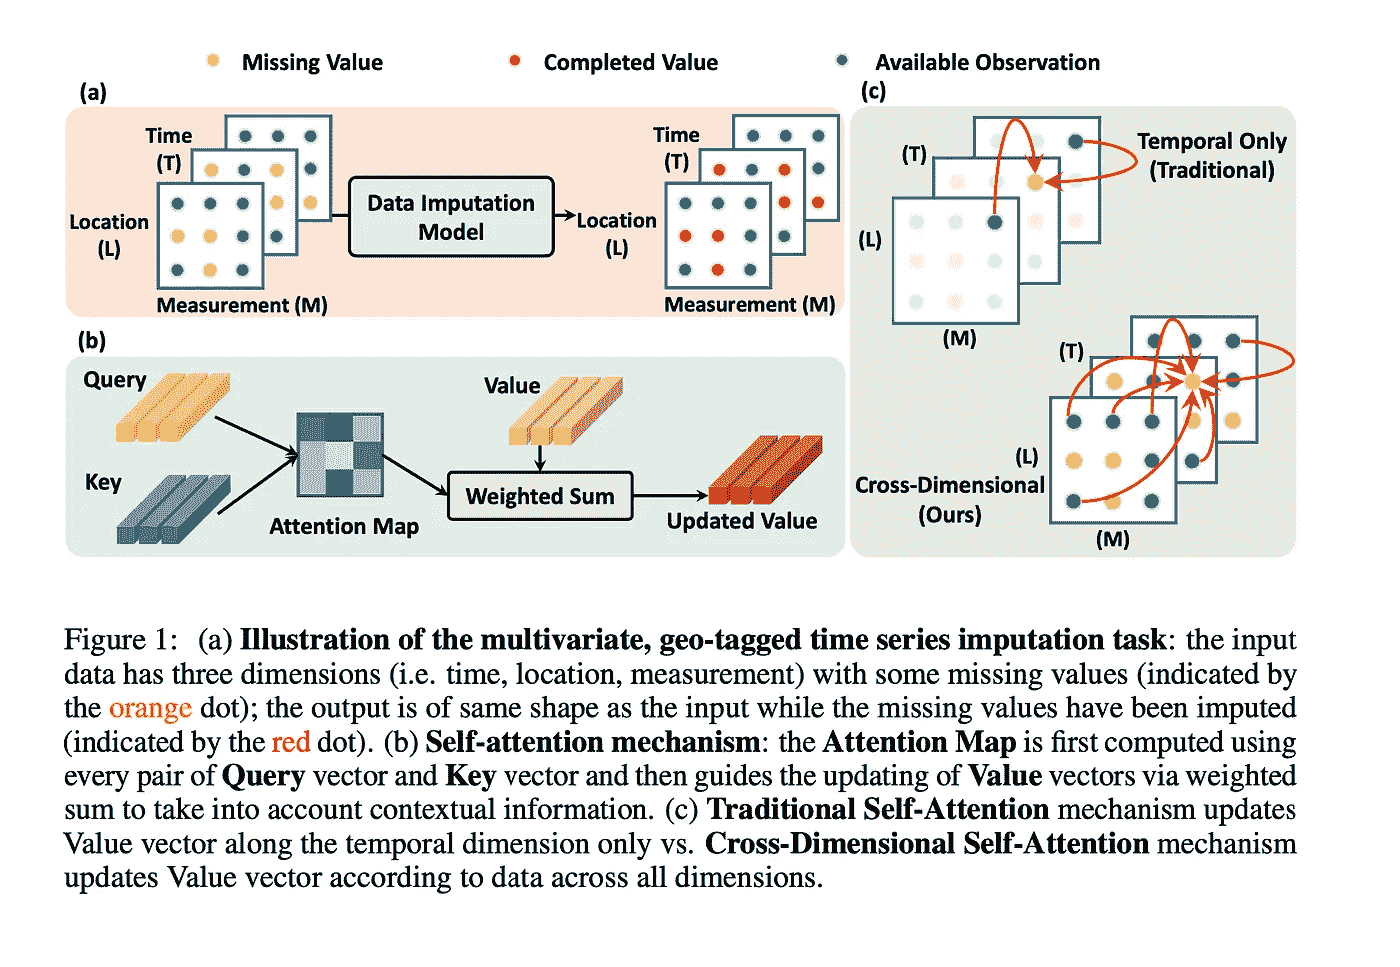 Missing Value
Completed Value
Available Observation
(a)
Time
(T)
Location
(L)
Measurement (M)
Data Imputation
Model
Time
(T)
Location
(L)
Measurement (M)
(b)
Query
Key
Attention Map
Value
Weighted Sum
Updated Value
(c)
(T)
(L)
(M)
Temporal Only
(Traditional)
(T)
(L)
Cross-Dimensional
(Ours)
(M)
Figure 1: (a) Illustration of the multivariate, geo-tagged time series imputation task: the input
data has three dimensions (i.e. time, location, measurement) with some missing values (indicated by
the orange dot); the output is of same shape as the input while the missing values have been imputed
(indicated by the red dot). (b) Self-attention mechanism: the Attention Map is first computed using
every pair of Query vector and Key vector and then guides the updating of Value vectors via weighted
sum to take into account contextual information. (c) Traditional Self-Attention mechanism updates
Value vector along the temporal dimension only vs. Cross-Dimensional Self-Attention mechanism
updates Value vector according to data across all dimensions.